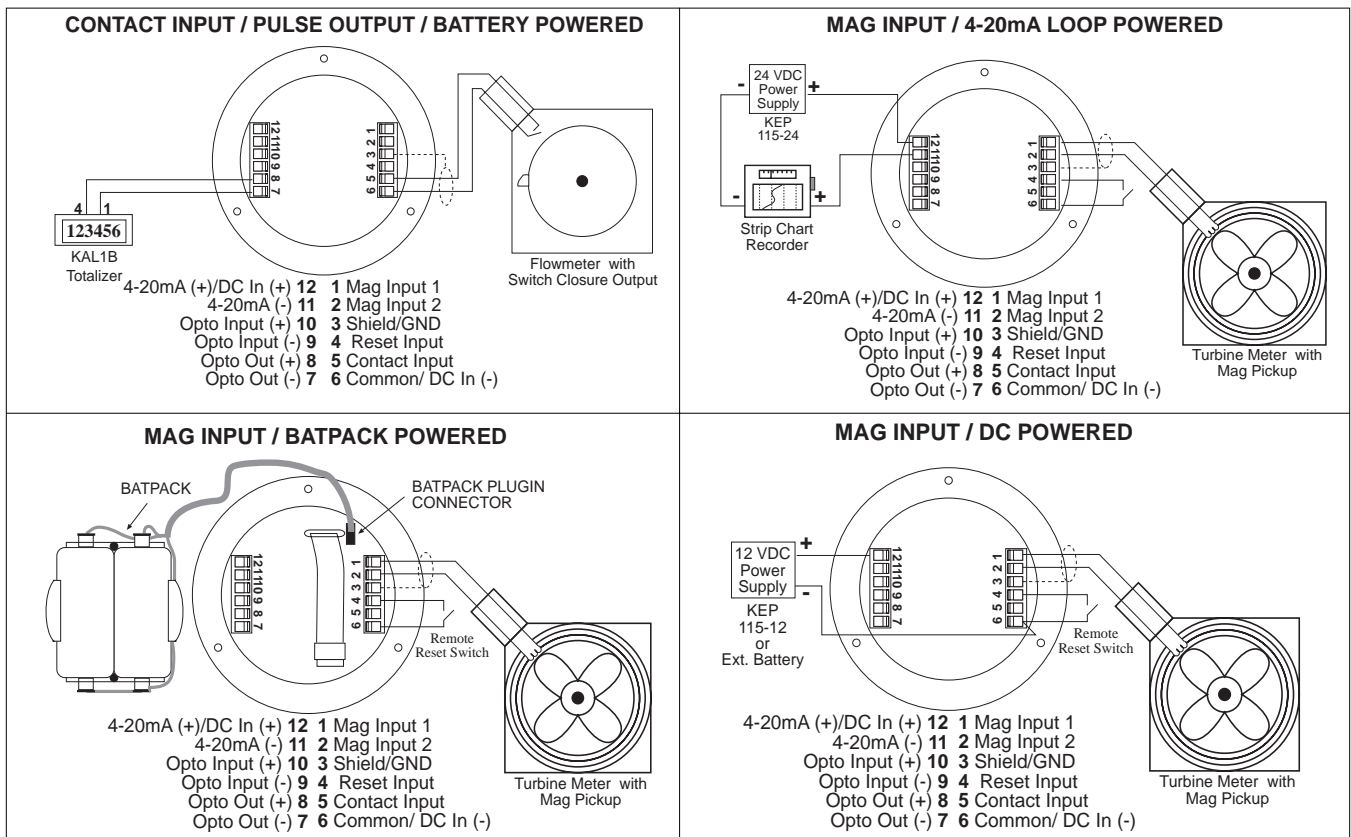 CONTACT INPUT / PULSE OUTPUT / BATTERY POWERED
12 11 10 9 8 7
1 2 3 4 5 6
4 1
123456
KAL1B
Totalizer
Flowmeter with
Switch Closure Output
4-20mA (+)/DC In (+) 12 1 Mag Input 1
4-20mA (-) 11 2 Mag Input 2
Opto Input (+) 10 3 Shield/GND
Opto Input (-) 9 4 Reset Input
Opto Out (+) 8 5 Contact Input
Opto Out (-) 7 6 Common/ DC In (-)
MAG INPUT / 4-20mA LOOP POWERED
- 24 VDC +
Power
Supply
KEP
115-24
12 11 10 9 8 7
1 2 3 4 5 6
- +
Strip Chart
Recorder
Turbine Meter with
Mag Pickup
4-20mA (+)/DC In (+) 12 1 Mag Input 1
4-20mA (-) 11 2 Mag Input 2
Opto Input (+) 10 3 Shield/GND
Opto Input (-) 9 4 Reset Input
Opto Out (+) 8 5 Contact Input
Opto Out (-) 7 6 Common/ DC In (-)
MAG INPUT / BATPACK POWERED
BATPACK
BATPACK PLUGIN
CONNECTOR
12 11 10 9 8 7
1 2 3 4 5 6
Remote
Reset Switch
Turbine Meter with
Mag Pickup
4-20mA (+)/DC In (+) 12 1 Mag Input 1
4-20mA (-) 11 2 Mag Input 2
Opto Input (+) 10 3 Shield/GND
Opto Input (-) 9 4 Reset Input
Opto Out (+) 8 5 Contact Input
Opto Out (-) 7 6 Common/ DC In (-)
MAG INPUT / DC POWERED
12 VDC +
Power
Supply -
KEP
115-12
or
Ext. Battery
12 11 10 9 8 7
1 2 3 4 5 6
Remote
Reset Switch
Turbine Meter with
Mag Pickup
4-20mA (+)/DC In (+) 12 1 Mag Input 1
4-20mA (-) 11 2 Mag Input 2
Opto Input (+) 10 3 Shield/GND
Opto Input (-) 9 4 Reset Input
Opto Out (+) 8 5 Contact Input
Opto Out (-) 7 6 Common/ DC In (-)